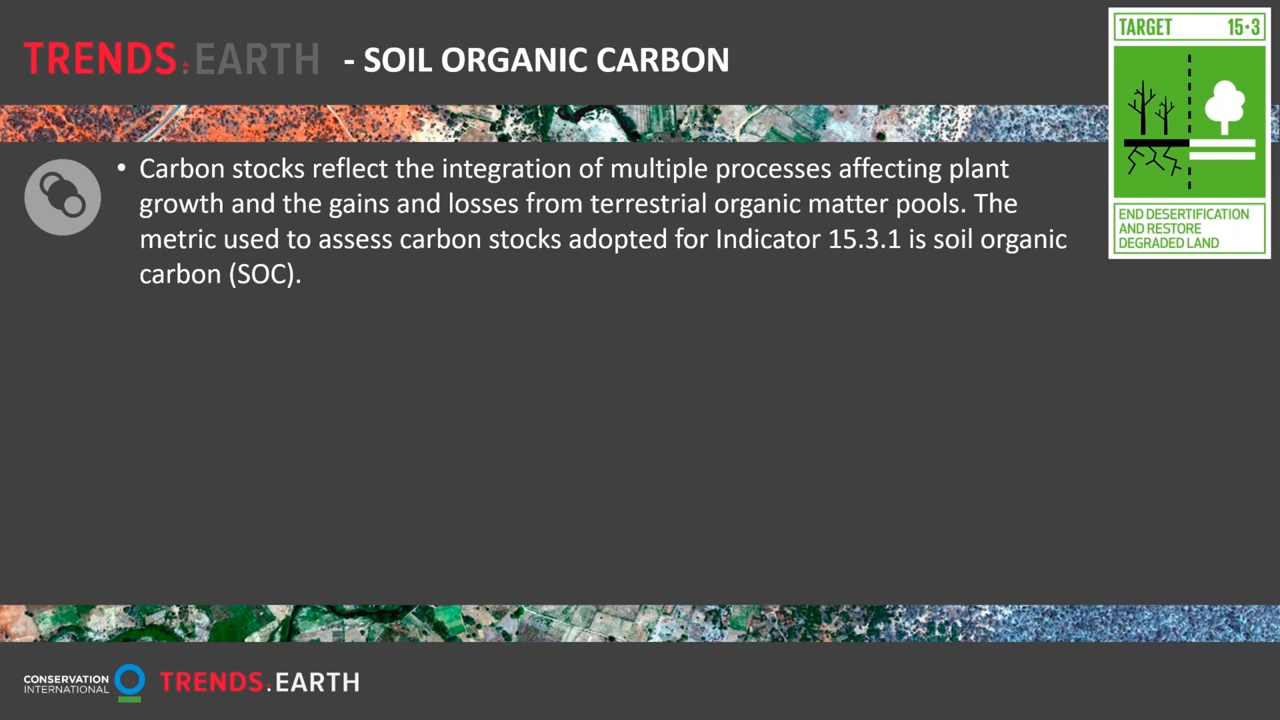 TRENDS.EARTH - SOIL ORGANIC CARBON
TARGET 15·3
END DESERTIFICATION
AND RESTORE
DEGRADED LAND
• Carbon stocks reflect the integration of multiple processes affecting plant
growth and the gains and losses from terrestrial organic matter pools. The
metric used to assess carbon stocks adopted for Indicator 15.3.1 is soil organic
carbon (SOC).
CONSERVATION
INTERNATIONAL
TRENDS.EARTH